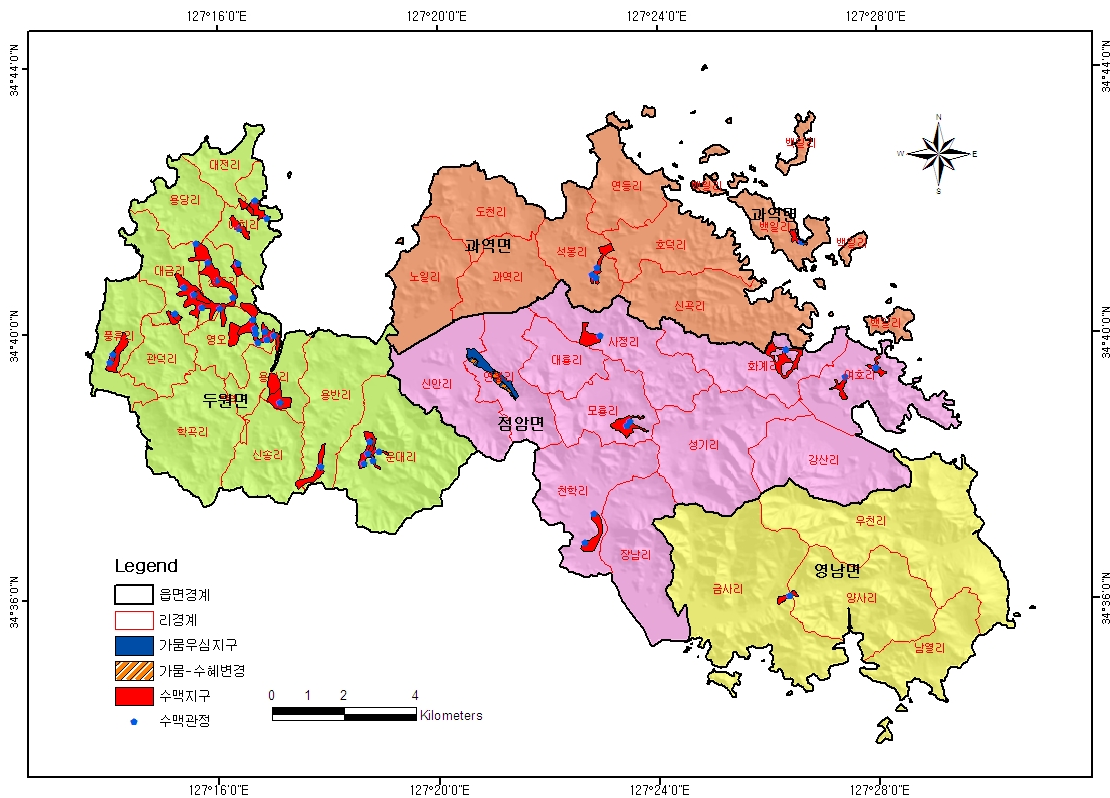 127°16'0"E
127°20'0"E
127°24'0"E
127°28'0"E
34°44'0"N
34°44'0"N
N
W
E
S
대전리
용당리
대금리
풍류리
관덕리
학곡리
신송리
용반리
운대리
두원면
도천리
과역면
노일리
과역리
연등리
석봉리
호덕리
신곡리
백일리
과역면
백일리
백일리
백일리
34°40'0"N
34°40'0"N
사정리
대룡리
신안리
모룡리
점암면
화계리
여호리
성기리
강산리
천학리
장남리
우천리
영남면
금사리
양사리
남열리
34°36'0"N
34°36'0"N
Legend
읍면경계
리경계
가뭄우심지구
가뭄-수혜변경
수맥지구
수맥관정
0 1 2 4
Kilometers
127°16'0"E
127°20'0"E
127°24'0"E
127°28'0"E